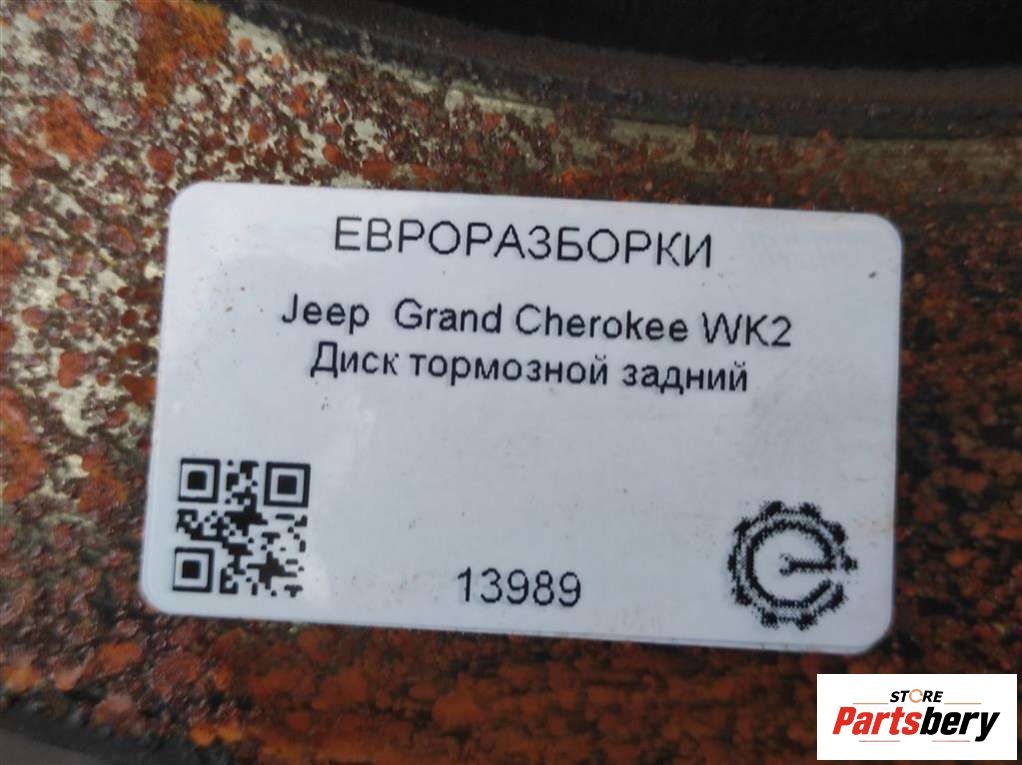 ЕВРОРАЗБОРКИ
Jeep Grand Cherokee WK2
Диск тормозной задний
13989
STORE
Partsbery